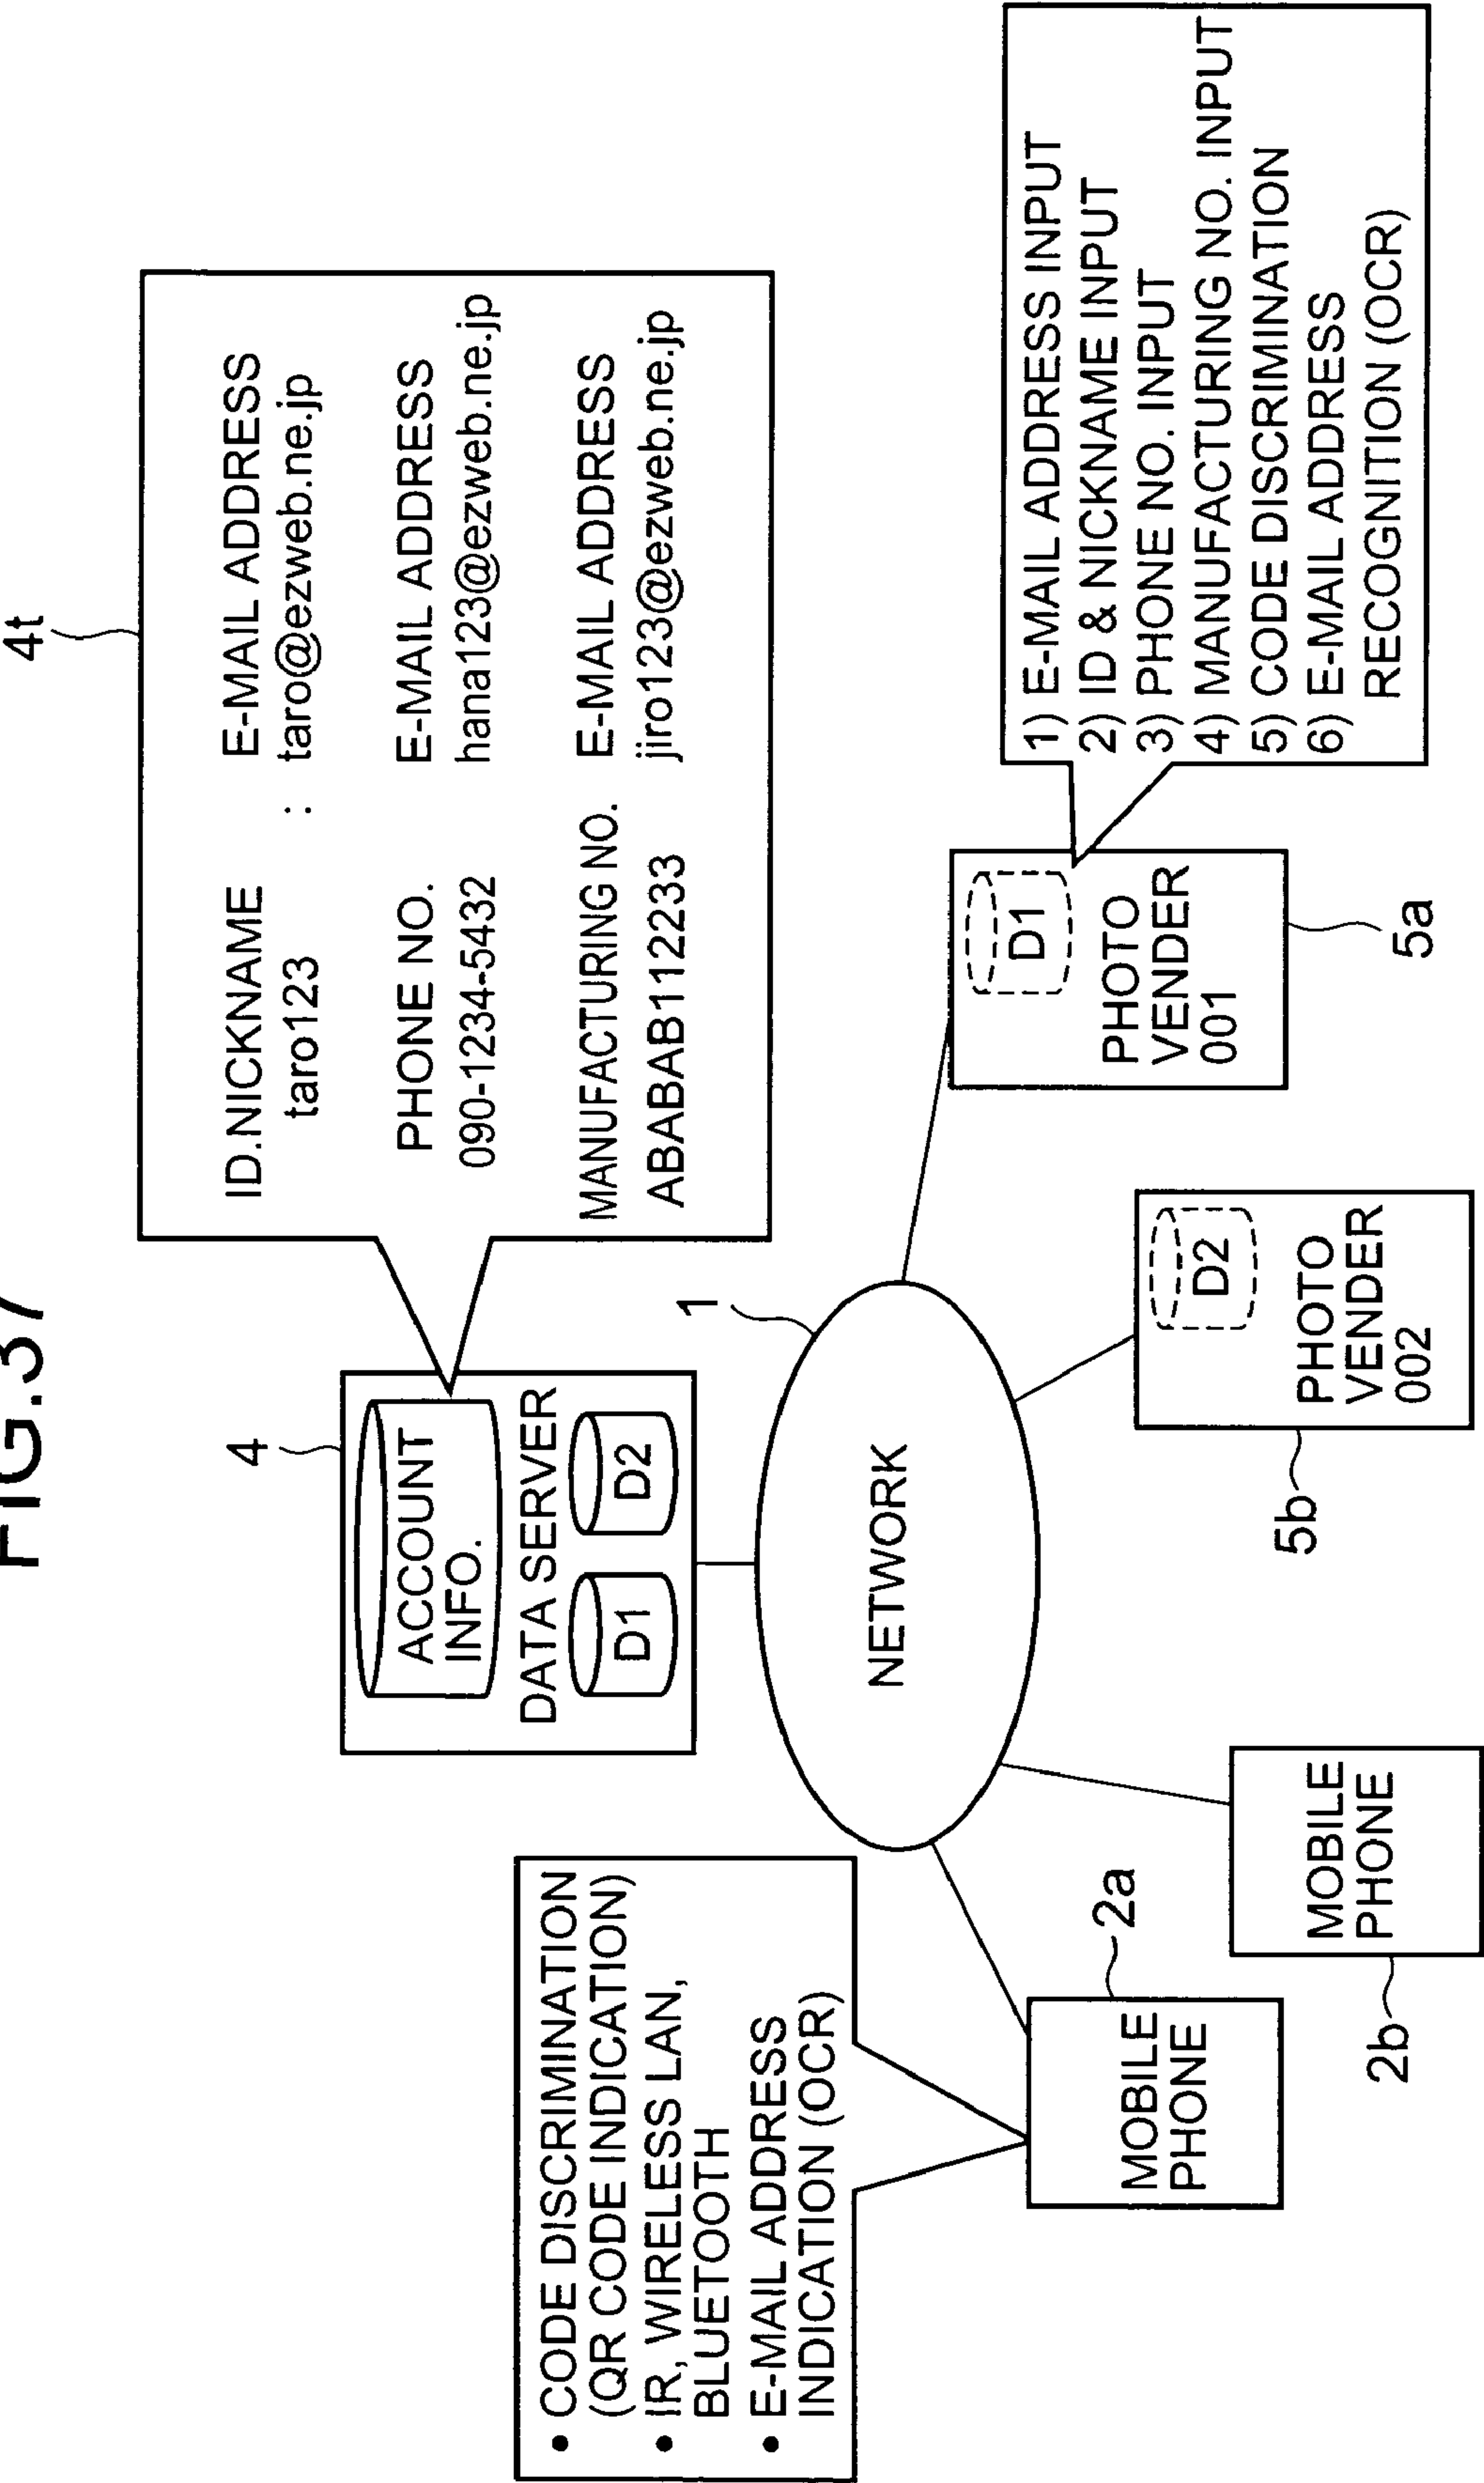 FIG.37
4t
ID.NICKNAME E-MAIL ADDRESS
taro123 : taro@ezweb.ne.jp
PHONE NO. E-MAIL ADDRESS
090-1234-5432 hana123@ezweb.ne.jp
MANUFACTURING NO. E-MAIL ADDRESS
ABABAB112233 jiro123@ezweb.ne.jp
4
ACCOUNT
INFO.
DATA SERVER
D1 D2
1
NETWORK
• CODE DISCRIMINATION
(QR CODE INDICATION)
• IR, WIRELESS LAN,
BLUETOOTH
• E-MAIL ADDRESS
INDICATION (OCR)
MOBILE
PHONE
2a
MOBILE
PHONE
2b
D2
PHOTO
VENDER
002
5b
D1
PHOTO
VENDER
001
5a
1) E-MAIL ADDRESS INPUT
2) ID & NICKNAME INPUT
3) PHONE NO. INPUT
4) MANUFACTURING NO. INPUT
5) CODE DISCRIMINATION
6) E-MAIL ADDRESS
RECOGNITION (OCR)